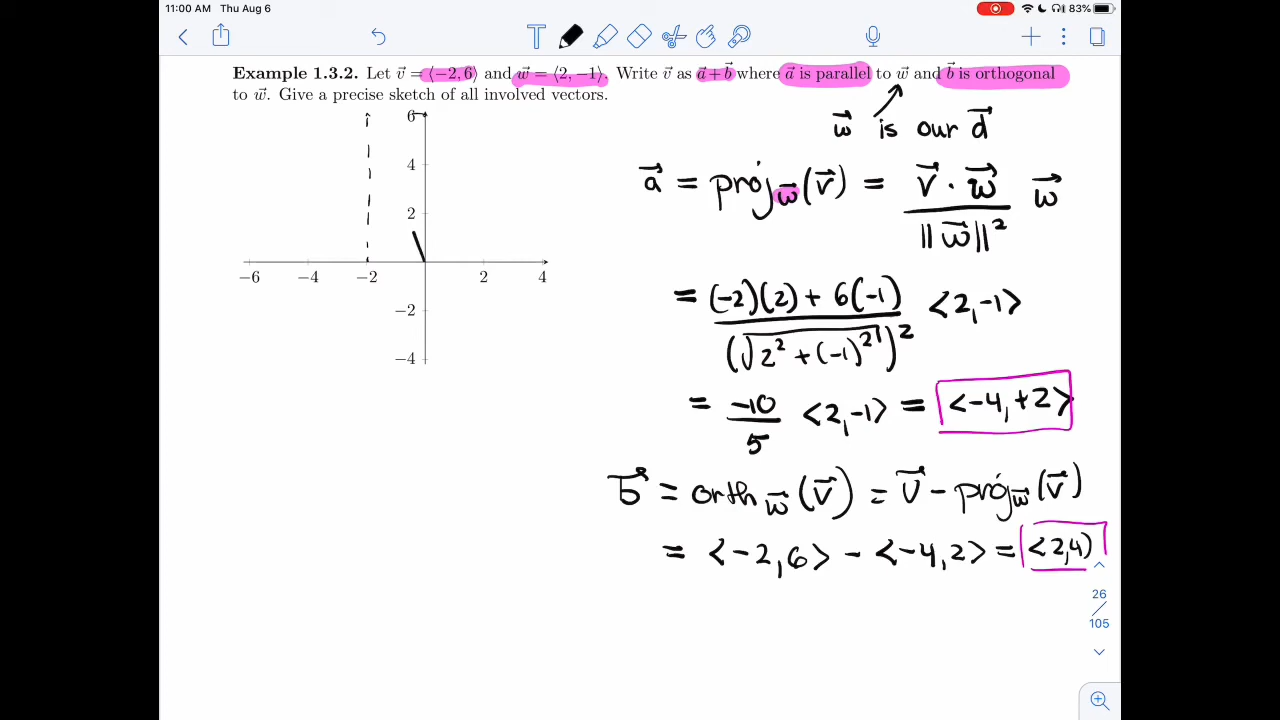 11:00 AM Thu Aug 6 83%
Example 1.3.2. Let v⃗ = ⟨−2, 6⟩ and w⃗ = ⟨2, −1⟩. Write v⃗ as a⃗ + b⃗ where a⃗ is parallel to w⃗ and b⃗ is orthogonal
to w⃗. Give a precise sketch of all involved vectors.
w⃗ is our d⃗
6
4
2
−6 −4 −2 2 4
−2
−4
a⃗ = proj_w⃗ (v⃗) = (v⃗ · w⃗) / ||w⃗||² w⃗
= ((-2)(2) + 6(-1)) / (√(2² + (-1)²))² <2,-1>
= -10/5 <2,-1> = <-4,+2>
b⃗ = orth_w⃗ (v⃗) = v⃗ - proj_w⃗ (v⃗)
= <-2,6> - <-4,2> = <2,4)
26
/
105